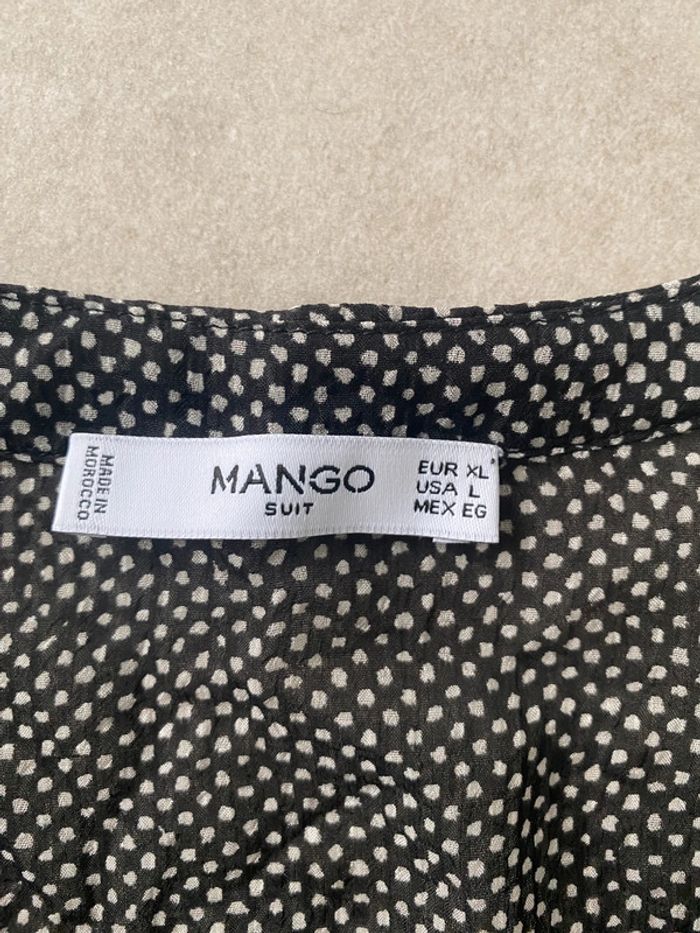 MADE IN
MOROCCO
MANGO
SUIT
EUR XL
USA L
MEX EG